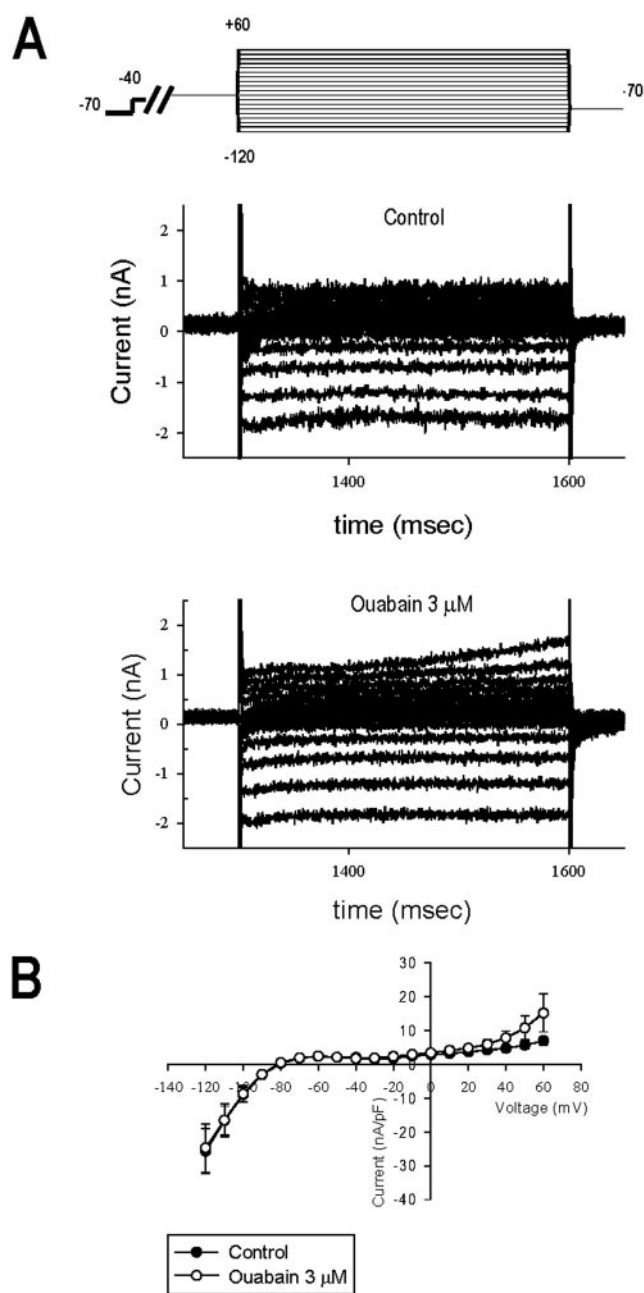 A
+60
-40
-70
-70
-120
Control
2
1
0
-1
-2
Current (nA)
1400
1600
time (msec)
Ouabain 3 μM
2
1
0
-1
-2
Current (nA)
1400
1600
time (msec)
B
30
20
10
0
-140 -120 -100 -80 -60 -40 -20 0 20 40 60 80
-10
-20
-30
-40
Current (nA/pF)
Voltage (mV)
Control
Ouabain 3 μM